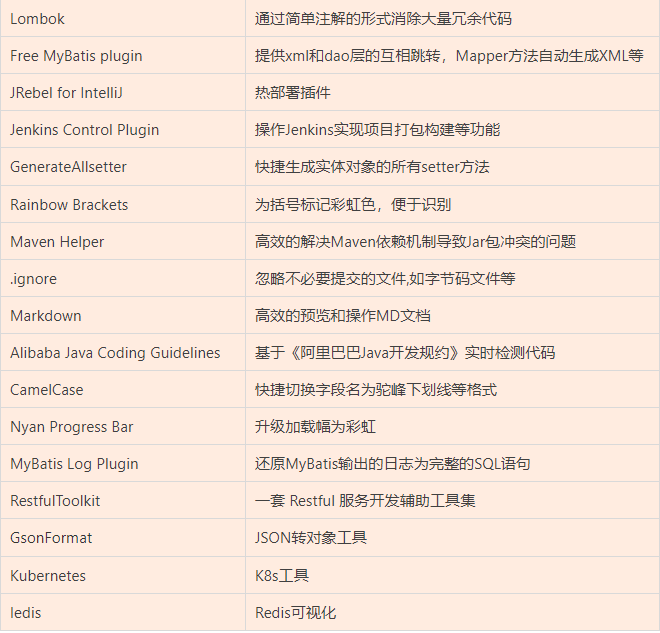 Lombok 通过简单注解的形式消除大量冗余代码
Free MyBatis plugin 提供xml和dao层的互相跳转，Mapper方法自动生成XML等
JRebel for IntelliJ 热部署插件
Jenkins Control Plugin 操作Jenkins实现项目打包构建等功能
GenerateAllsetter 快捷生成实体对象的所有setter方法
Rainbow Brackets 为括号标记彩虹色，便于识别
Maven Helper 高效的解决Maven依赖机制导致Jar包冲突的问题
.ignore 忽略不必要提交的文件,如字节码文件等
Markdown 高效的预览和操作MD文档
Alibaba Java Coding Guidelines 基于《阿里巴巴Java开发规约》实时检测代码
CamelCase 快捷切换字段名为驼峰下划线等格式
Nyan Progress Bar 升级加载幅为彩虹
MyBatis Log Plugin 还原MyBatis输出的日志为完整的SQL语句
RestfulToolkit 一套 Restful 服务开发辅助工具集
GsonFormat JSON转对象工具
Kubernetes K8s工具
Iedis Redis可视化